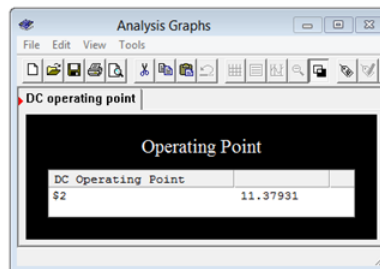 Analysis Graphs
File Edit View Tools
DC operating point
Operating Point
DC Operating Point
$2 11.37931